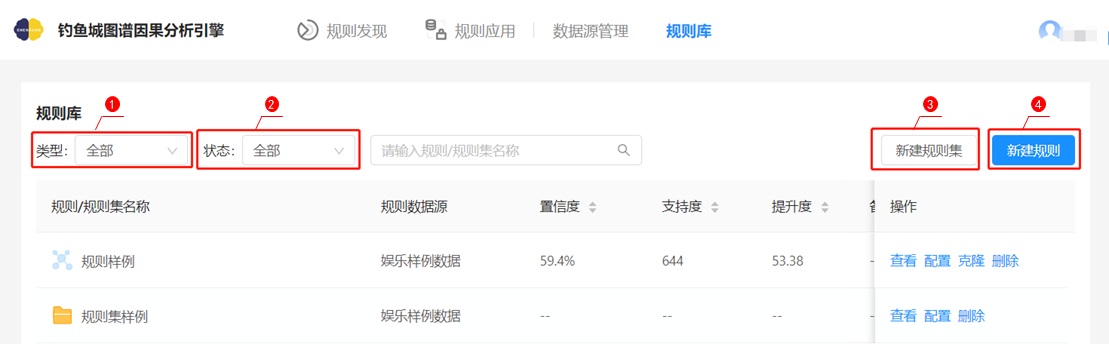 钓鱼城图谱因果分析引擎 规则发现 规则应用 数据源管理 规则库
规则库
1 2 3 4
类型: 全部 状态: 全部 请输入规则/规则集名称 新建规则集 新建规则
规则/规则集名称 规则数据源 置信度 支持度 提升度 操作
规则样例 娱乐样例数据 59.4% 644 53.38 查看 配置 克隆 删除
规则集样例 娱乐样例数据 -- -- -- 查看 配置 删除